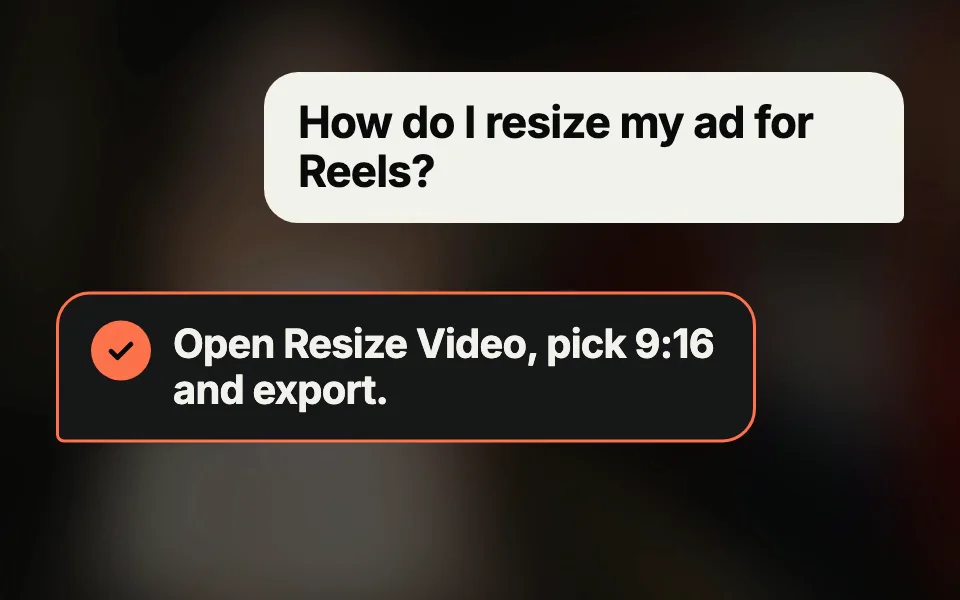 How do I resize my ad for
Reels?
Open Resize Video, pick 9:16
and export.